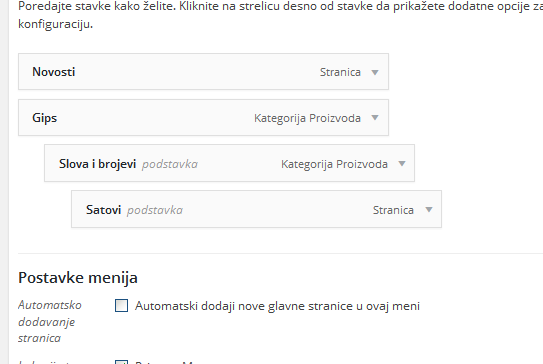 Poredajte stavke kako želite. Kliknite na strelicu desno od stavke da prikažete dodatne opcije za
konfiguraciju.
Novosti Stranica
Gips Kategorija Proizvoda
Slova i brojevi podstavka Kategorija Proizvoda
Satovi podstavka Stranica
Postavke menija
Automatsko
dodavanje
stranica
Automatski dodaji nove glavne stranice u ovaj meni